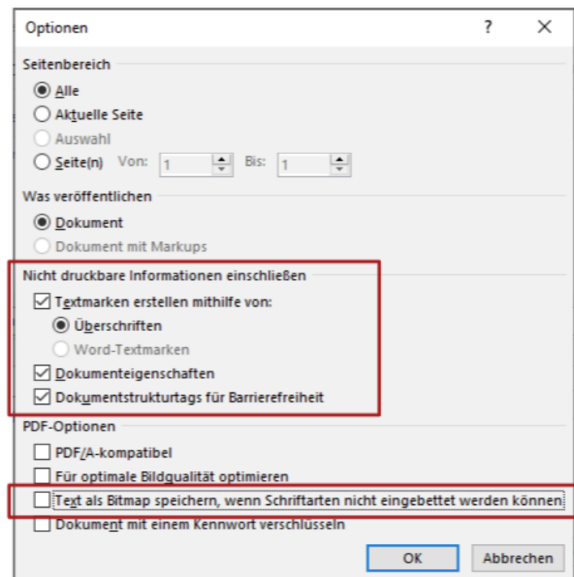 Optionen ? ×
Seitenbereich
Alle
Aktuelle Seite
Auswahl
Seite(n) Von: 1 Bis: 1
Was veröffentlichen
Dokument
Dokument mit Markups
Nicht druckbare Informationen einschließen
Textmarken erstellen mithilfe von:
Überschriften
Word-Textmarken
Dokumenteigenschaften
Dokumentstrukturtags für Barrierefreiheit
PDF-Optionen
PDF/A-kompatibel
Für optimale Bildqualität optimieren
Text als Bitmap speichern, wenn Schriftarten nicht eingebettet werden können
Dokument mit einem Kennwort verschlüsseln
OK Abbrechen